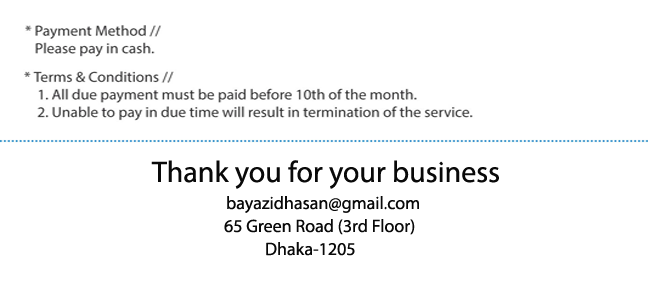 * Payment Method //
Please pay in cash.
* Terms & Conditions //
1. All due payment must be paid before 10th of the month.
2. Unable to pay in due time will result in termination of the service.
Thank you for your business
bayazidhasan@gmail.com
65 Green Road (3rd Floor)
Dhaka-1205